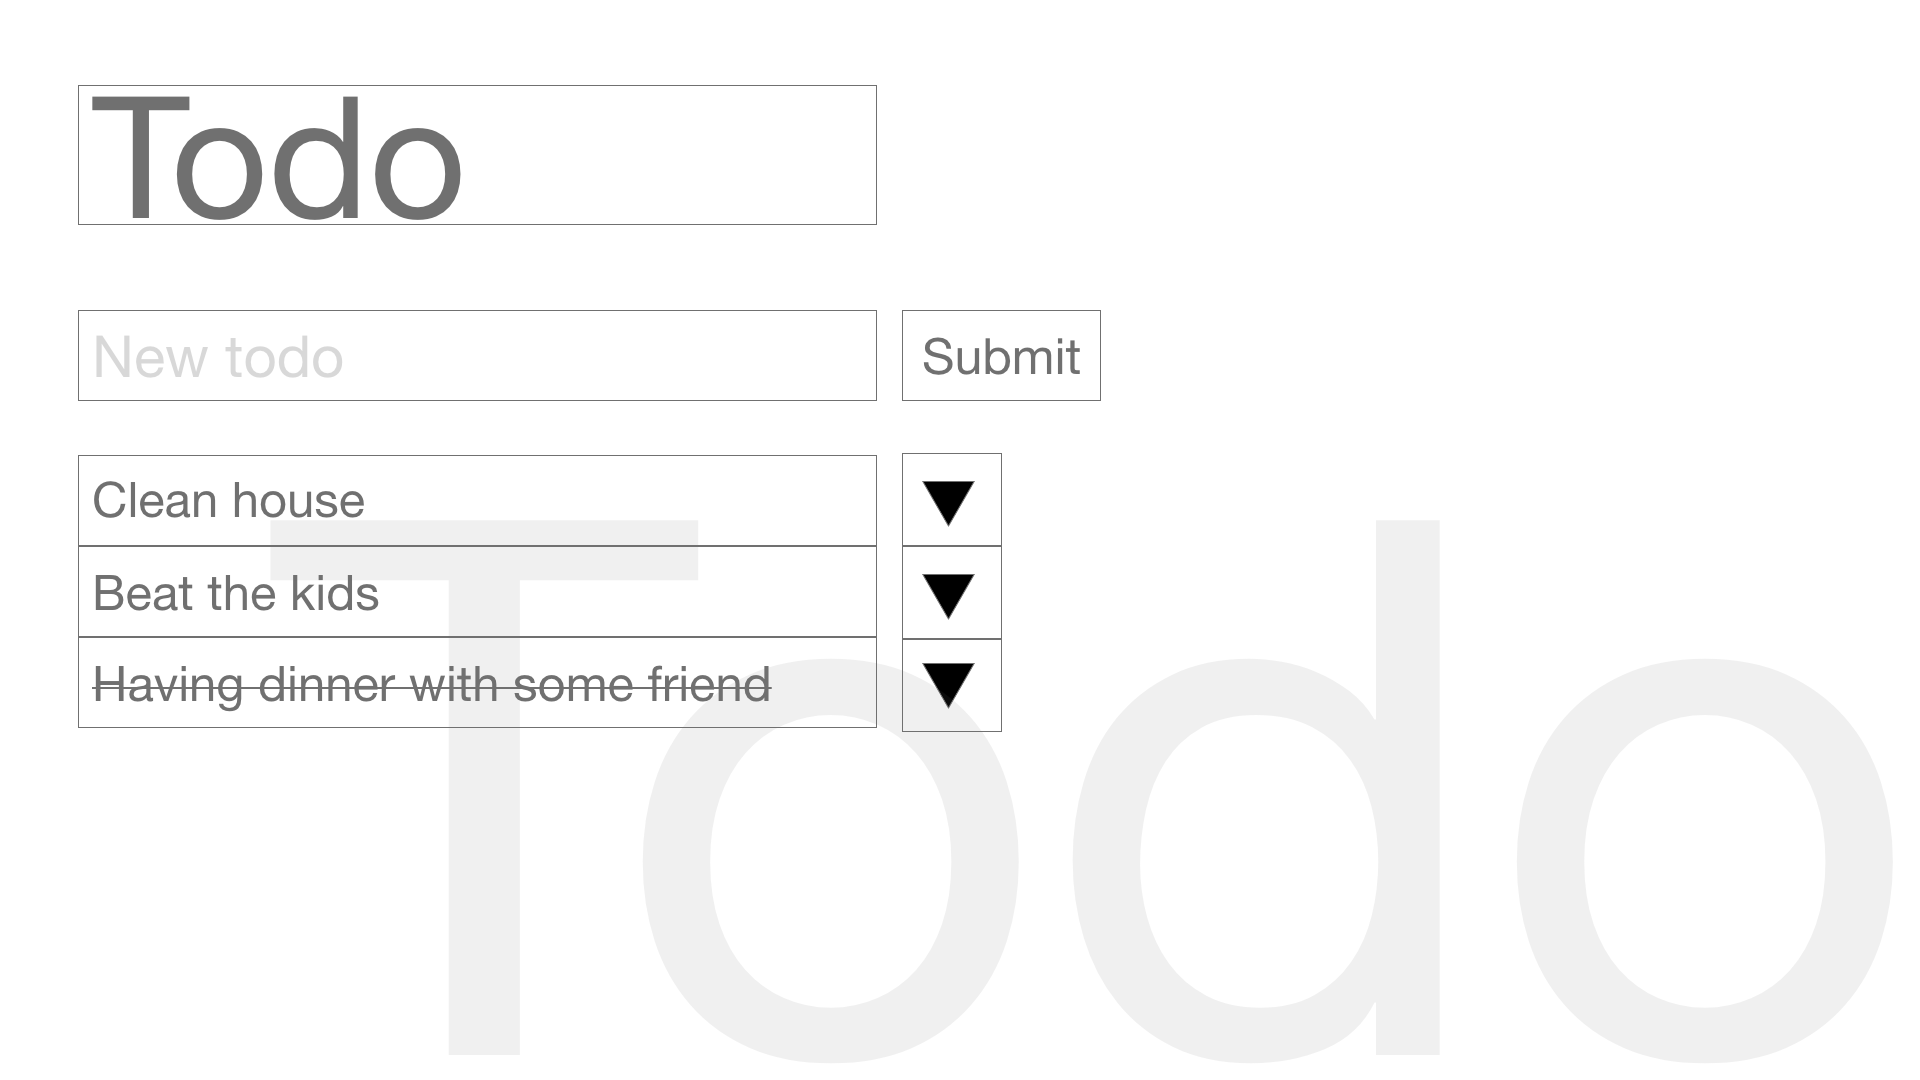 Todo
New todo
Submit
Clean house
Beat the kids
Having dinner with some friend
Todo